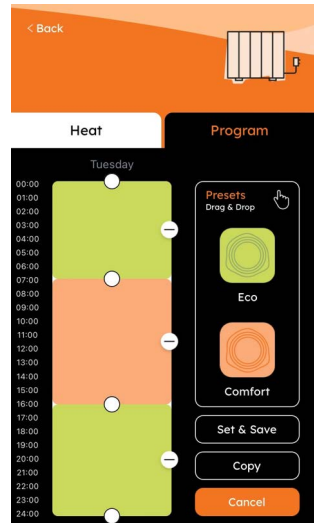 < Back
Heat
Program
Tuesday
00:00
01:00
02:00
03:00
04:00
05:00
06:00
07:00
08:00
09:00
10:00
11:00
12:00
13:00
14:00
15:00
16:00
17:00
18:00
19:00
20:00
21:00
22:00
23:00
24:00
Presets
Drag & Drop
Eco
Comfort
Set & Save
Copy
Cancel